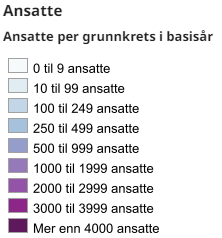 Ansatte
Ansatte per grunnkrets i basisår
0 til 9 ansatte
10 til 99 ansatte
100 til 249 ansatte
250 til 499 ansatte
500 til 999 ansatte
1000 til 1999 ansatte
2000 til 2999 ansatte
3000 til 3999 ansatte
Mer enn 4000 ansatte